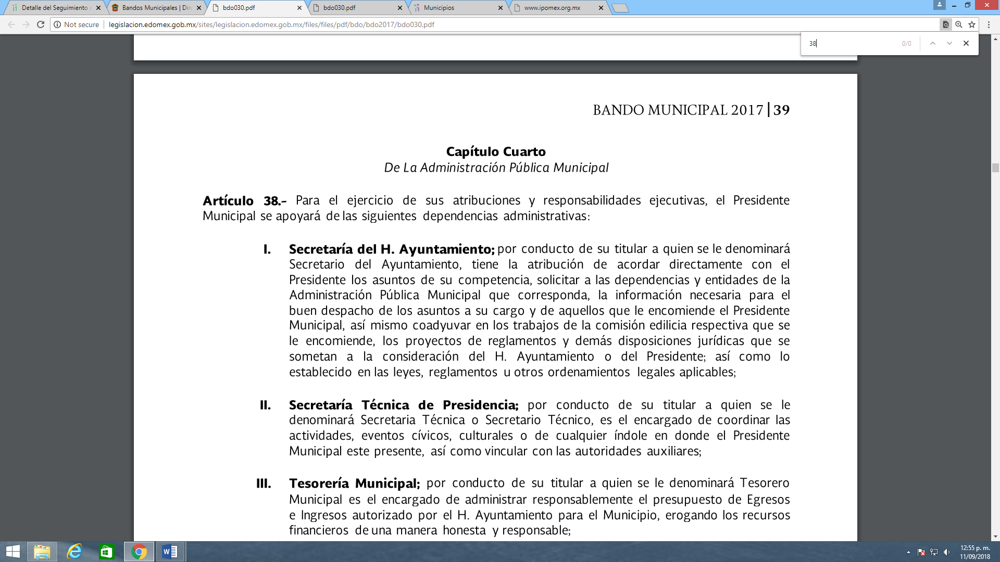 Detalle del Seguimiento
Bandos Municipales | Dir
bdo030.pdf
bdo030.pdf
Municipios
www.ipomex.org.mx
Not secure
legislacion.edomex.gob.mx/sites/legislacion.edomex.gob.mx/files/files/pdf/bdo/bdo2017/bdo030.pdf
38
0/0
BANDO MUNICIPAL 2017 | 39
Capítulo Cuarto
De La Administración Pública Municipal
Artículo 38.- Para el ejercicio de sus atribuciones y responsabilidades ejecutivas, el Presidente
Municipal se apoyará de las siguientes dependencias administrativas:
I. Secretaría del H. Ayuntamiento; por conducto de su titular a quien se le denominará
Secretario del Ayuntamiento, tiene la atribución de acordar directamente con el
Presidente los asuntos de su competencia, solicitar a las dependencias y entidades de la
Administración Pública Municipal que corresponda, la información necesaria para el
buen despacho de los asuntos a su cargo y de aquellos que le encomiende el Presidente
Municipal, así mismo coadyuvar en los trabajos de la comisión edilicia respectiva que se
le encomiende, los proyectos de reglamentos y demás disposiciones jurídicas que se
sometan a la consideración del H. Ayuntamiento o del Presidente; así como lo
establecido en las leyes, reglamentos u otros ordenamientos legales aplicables;
II. Secretaría Técnica de Presidencia; por conducto de su titular a quien se le
denominará Secretaria Técnica o Secretario Técnico, es el encargado de coordinar las
actividades, eventos cívicos, culturales o de cualquier índole en donde el Presidente
Municipal este presente, así como vincular con las autoridades auxiliares;
III. Tesorería Municipal; por conducto de su titular a quien se le denominará Tesorero
Municipal es el encargado de administrar responsablemente el presupuesto de Egresos
e Ingresos autorizado por el H. Ayuntamiento para el Municipio, erogando los recursos
financieros de una manera honesta y responsable;
12:55 p. m.
11/09/2018